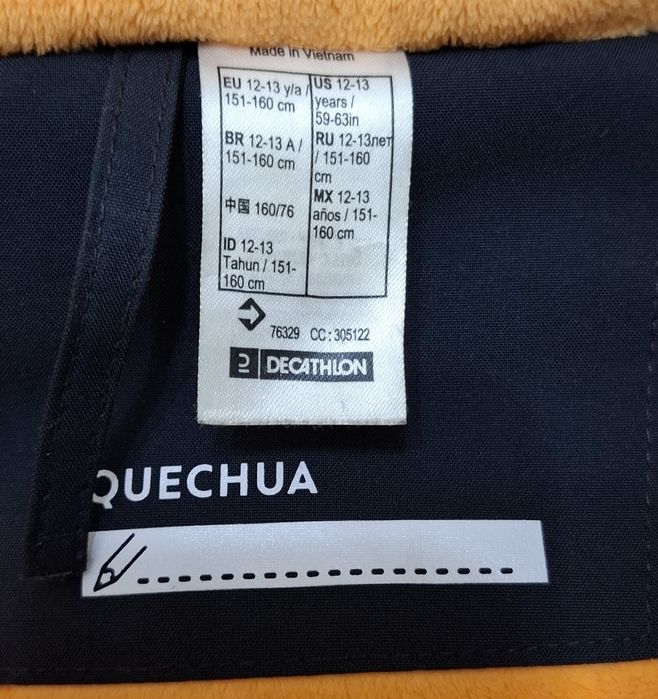 Made in Vietnam
EU 12-13 y/a /
151-160 cm
BR 12-13 A /
151-160 cm
中国 160/76
ID 12-13
Tahun / 151-
160 cm
US 12-13
years /
59-63in
RU 12-13лет
/ 151-160
cm
MX 12-13
años / 151-
160 cm
76329 CC : 305122
DECATHLON
QUECHUA